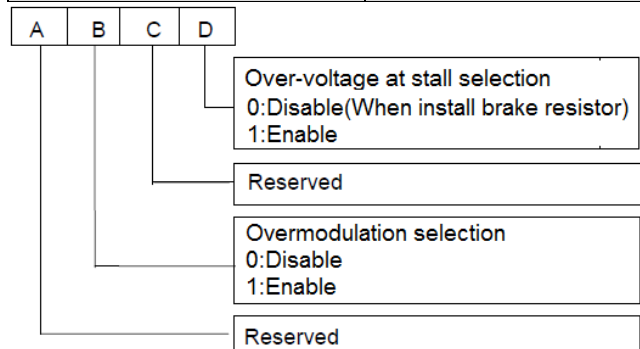 A B C D
Over-voltage at stall selection
0:Disable(When install brake resistor)
1:Enable
Reserved
Overmodulation selection
0:Disable
1:Enable
Reserved